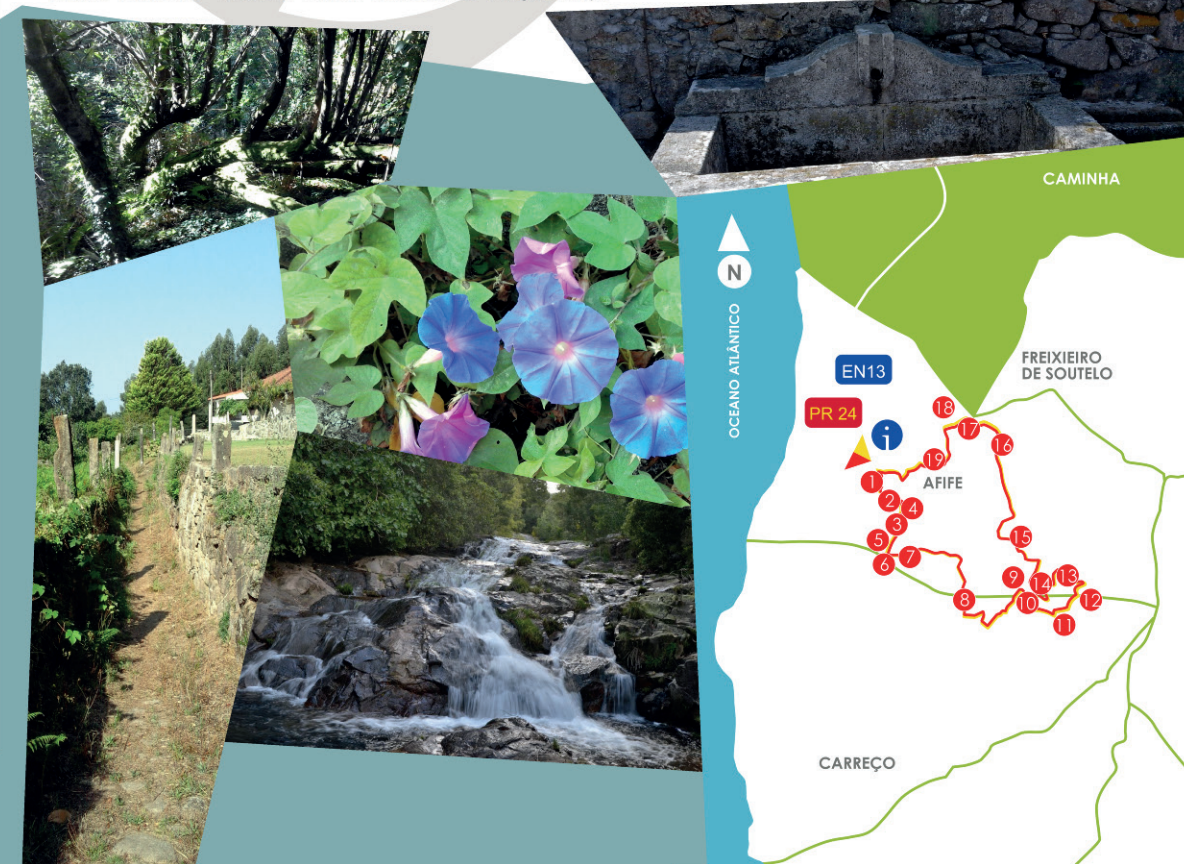 CAMINHA
N
OCEANO ATLÂNTICO
FREIXIEIRO
DE SOUTELO
EN13
PR 24
i
18
17
16
19
AFIFE
1
2
4
3
5
6
7
15
9
14
13
8
10
12
11
CARREÇO